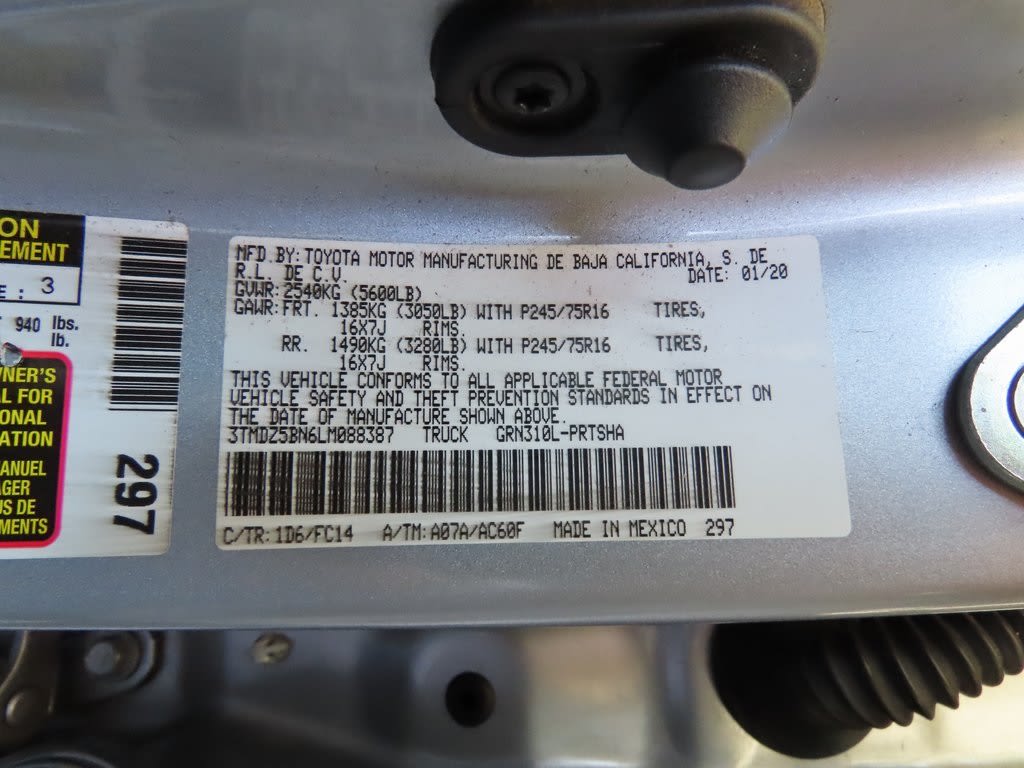 ON
EMENT
E : 3
940 lbs.
lb.
NER'S
L FOR
ONAL
ATION
ANUEL
AGER
US DE
MENTS
297
MFD.BY:TOYOTA MOTOR MANUFACTURING DE BAJA CALIFORNIA, S. DE
R.L. DE C.V. DATE: 01/20
GVWR:2540KG (5600LB)
GAWR:FRT. 1385KG (3050LB) WITH P245/75R16 TIRES,
16X7J RIMS.
RR. 1490KG (3280LB) WITH P245/75R16 TIRES,
16X7J RIMS.
THIS VEHICLE CONFORMS TO ALL APPLICABLE FEDERAL MOTOR
VEHICLE SAFETY AND THEFT PREVENTION STANDARDS IN EFFECT ON
THE DATE OF MANUFACTURE SHOWN ABOVE.
3TMDZ5BN6LM088387 TRUCK GRN310L-PRTSHA
C/TR:1D6/FC14 A/TM:A07A/AC60F MADE IN MEXICO 297